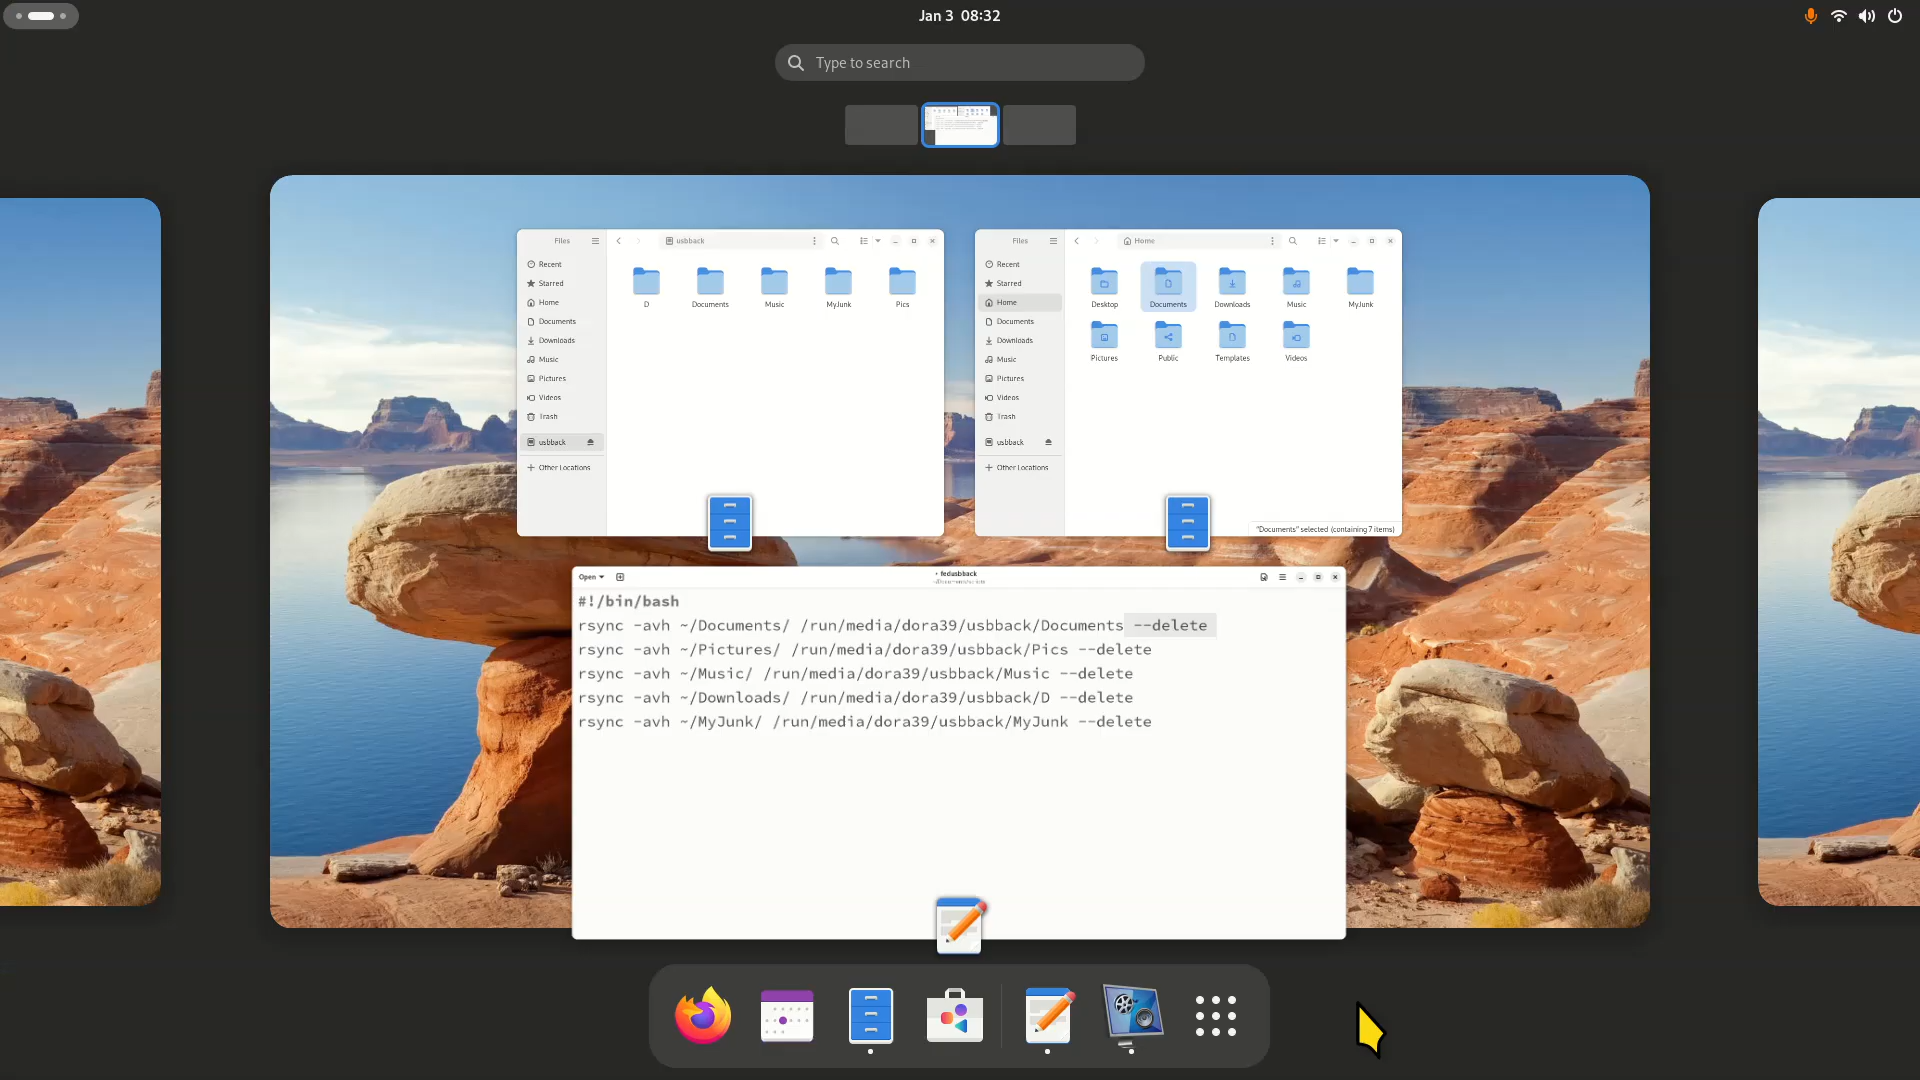 Jan 3 08:32
Type to search
Files
usbback
Recent
Starred
Home
Documents
Downloads
Music
Pictures
Videos
Trash
usbback
Other Locations
D
Documents
Music
MyJunk
Pics
Files
Home
Recent
Starred
Home
Documents
Downloads
Music
Pictures
Videos
Trash
usbback
Other Locations
Desktop
Documents
Downloads
Music
MyJunk
Pictures
Public
Templates
Videos
"Documents" selected (containing 7 items)
Open
• fedusbback
#!/bin/bash
rsync -avh ~/Documents/ /run/media/dora39/usbback/Documents --delete
rsync -avh ~/Pictures/ /run/media/dora39/usbback/Pics --delete
rsync -avh ~/Music/ /run/media/dora39/usbback/Music --delete
rsync -avh ~/Downloads/ /run/media/dora39/usbback/D --delete
rsync -avh ~/MyJunk/ /run/media/dora39/usbback/MyJunk --delete